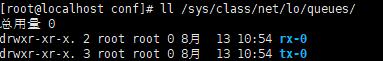 [root@localhost conf]# ll /sys/class/net/lo/queues/
总用量 0
drwxr-xr-x. 2 root root 0 8月  13 10:54 rx-0
drwxr-xr-x. 3 root root 0 8月  13 10:54 tx-0